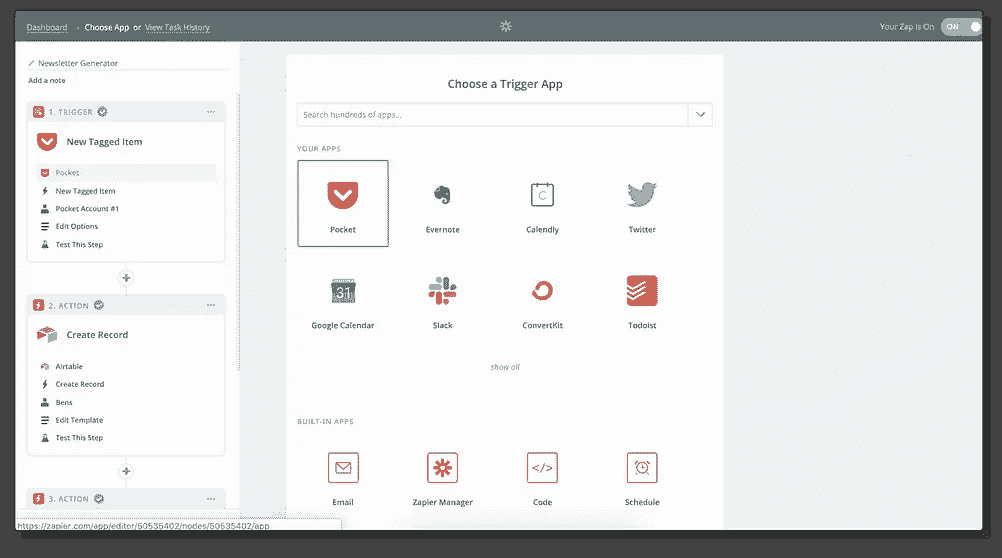 Dashboard - Choose App or View Task History
Your Zap Is On ON
Newsletter Generator
Add a note
1. TRIGGER
New Tagged Item
Pocket
New Tagged Item
Pocket Account #1
Edit Options
Test This Step
2. ACTION
Create Record
Airtable
Create Record
Bens
Edit Template
Test This Step
3. ACTION
https://zapier.com/app/editor/50535402/nodes/50535402/app
Choose a Trigger App
Search hundreds of apps...
YOUR APPS
Pocket Evernote Calendly Twitter
31
Google Calendar Slack ConvertKit Todoist
show all
BUILT-IN APPS
Email Zapier Manager Code Schedule